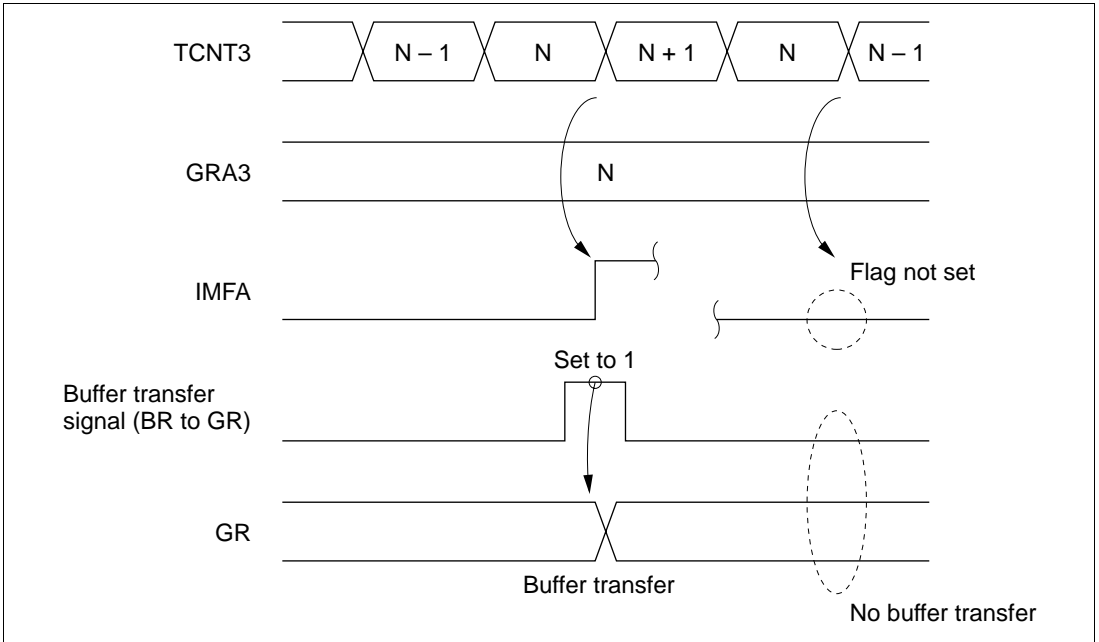 TCNT3
N – 1
N
N + 1
N
N – 1
GRA3
N
IMFA
Flag not set
Set to 1
Buffer transfer
signal (BR to GR)
GR
Buffer transfer
No buffer transfer